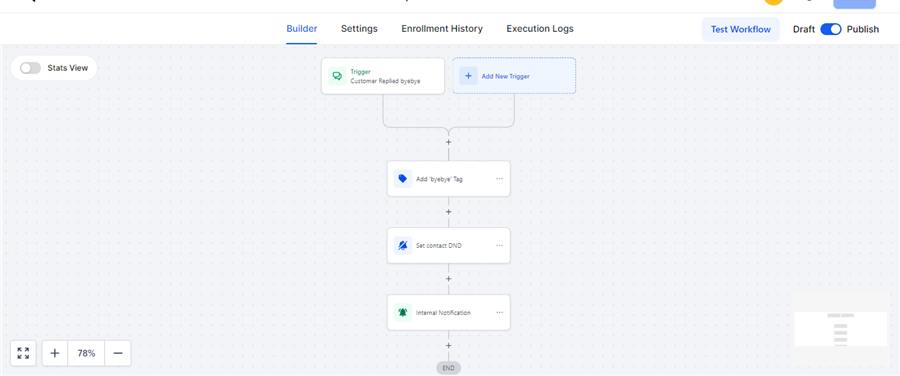 Builder
Settings
Enrollment History
Execution Logs
Test Workflow
Draft
Publish
Stats View
Trigger
Customer Replied byebye
Add New Trigger
Add 'byebye' Tag
Set contact DND
Internal Notification
78%
END